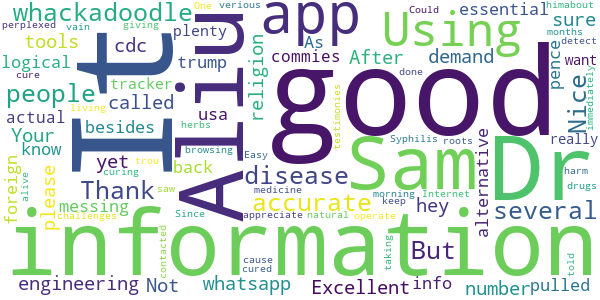 One verious himabout
perplexed vain giving whackadoodle app Using months
tools cdc plenty essential Could sure detect
logical trump As commies tools
cure tracker religion After demand pence want
people called It Aliu good Nice immediately
actual living usa herbs testimonies done Syphilis roots really
Your besides browsing Sam Dr
know yet back Easy disease alternative harm
foreign please trou curing medicine morning Internet drugs
alive Thank saw accurate keep several
messing Since appreciate natural operate
challenges information hey
contacted But taking told
engineering Not whatsapp cause cured Excellent info number pulled